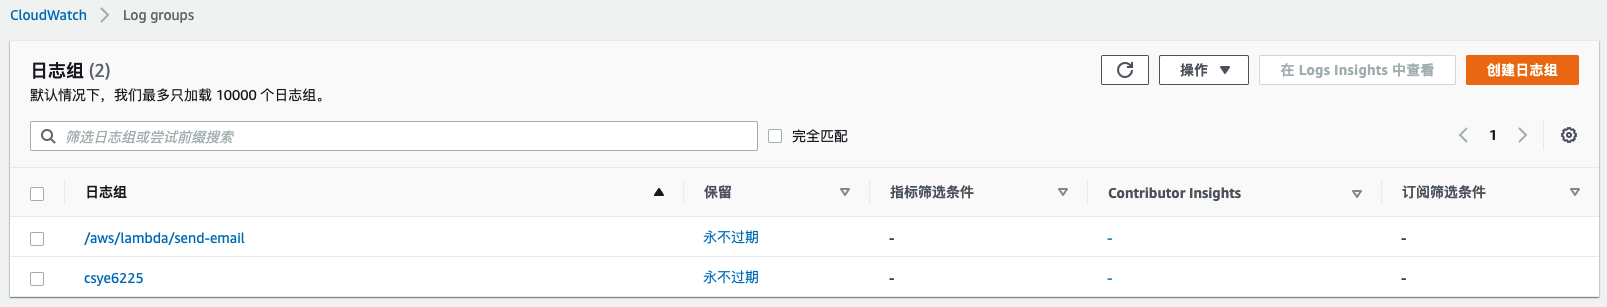 CloudWatch > Log groups
日志组 (2)
操作 ▼
在 Logs Insights 中查看
创建日志组
默认情况下，我们最多只加载 10000 个日志组。
筛选日志组或尝试前缀搜索
完全匹配
1
日志组 保留 指标筛选条件 Contributor Insights 订阅筛选条件
/aws/lambda/send-email 永不过期 - - -
csye6225 永不过期 - - -